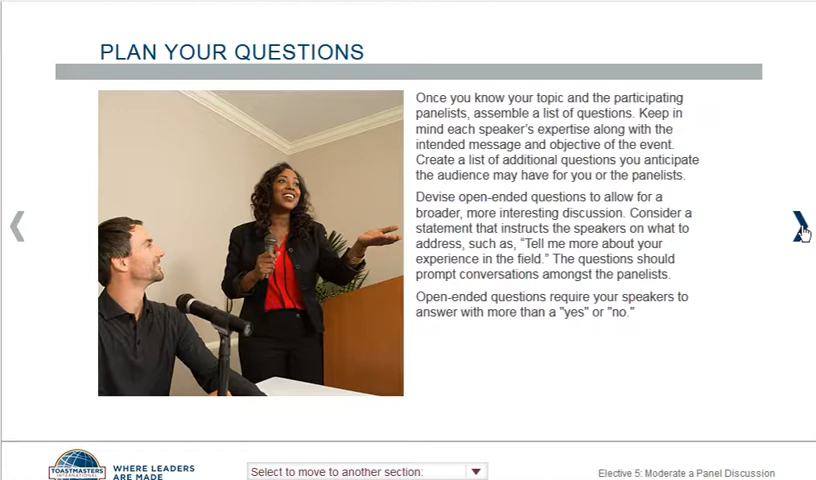 PLAN YOUR QUESTIONS
Once you know your topic and the participating
panelists, assemble a list of questions. Keep in
mind each speaker’s expertise along with the
intended message and objective of the event.
Create a list of additional questions you anticipate
the audience may have for you or the panelists.
Devise open-ended questions to allow for a
broader, more interesting discussion. Consider a
statement that instructs the speakers on what to
address, such as, “Tell me more about your
experience in the field.” The questions should
prompt conversations amongst the panelists.
Open-ended questions require your speakers to
answer with more than a "yes" or "no."
TOASTMASTERS
INTERNATIONAL
WHERE LEADERS
ARE MADE
Select to move to another section:
Elective 5: Moderate a Panel Discussion